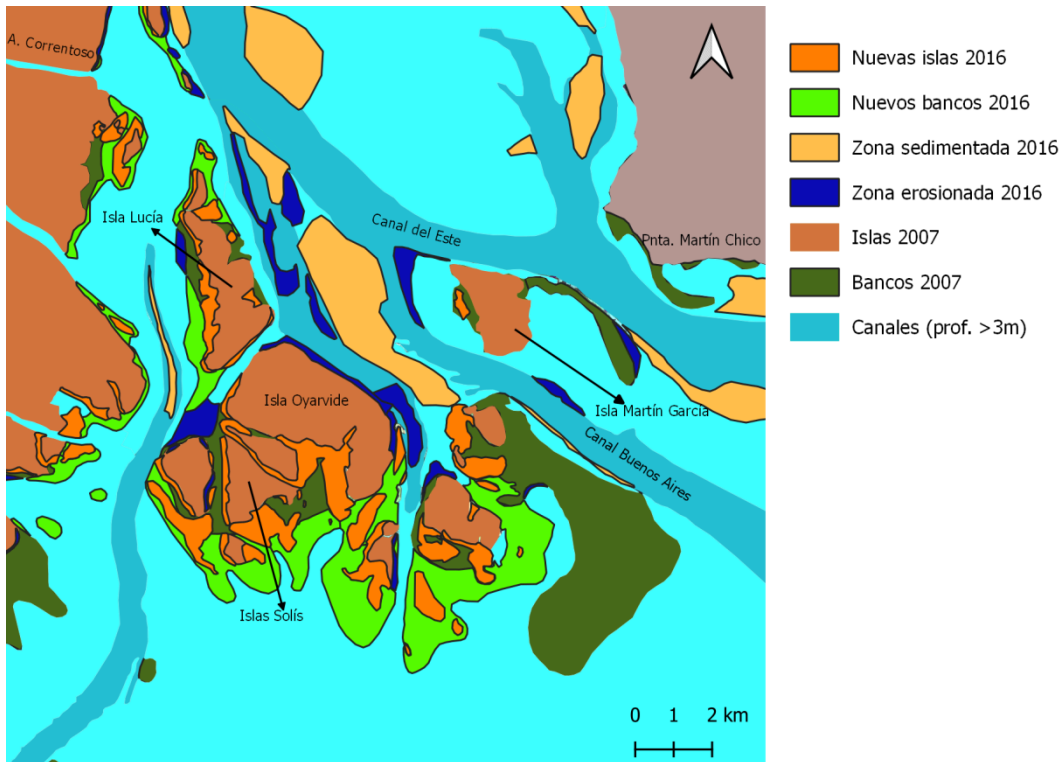 A. Correntoso
Isla Lucía
Canal del Este
Pnta. Martín Chico
Isla Oyarvide
Isla Martín García
Canal Buenos Aires
Islas Solís
0 1 2 km
Nuevas islas 2016
Nuevos bancos 2016
Zona sedimentada 2016
Zona erosionada 2016
Islas 2007
Bancos 2007
Canales (prof. >3m)